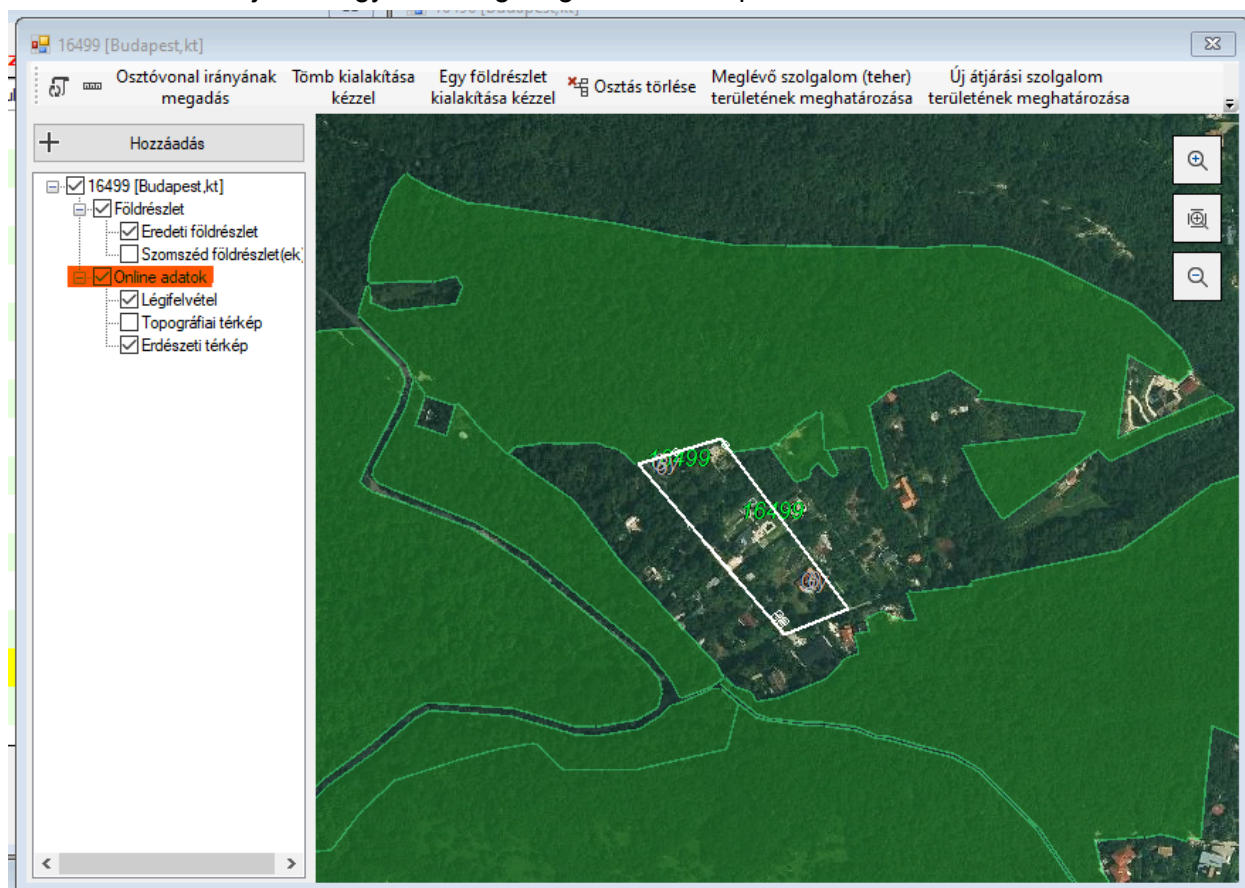 16499 [Budapest,kt]
Osztóvonal irányának megadás
Tömb kialakítása kézzel
Egy földrészlet kialakítása kézzel
Osztás törlése
Meglévő szolgalom (teher) területének meghatározása
Új átjárási szolgalom területének meghatározása
Hozzáadás
16499 [Budapest,kt]
Földrészlet
Eredeti földrészlet
Szomszéd földrészlet(ek)
Online adatok
Légifelvétel
Topográfiai térkép
Erdészeti térkép
16499
16499